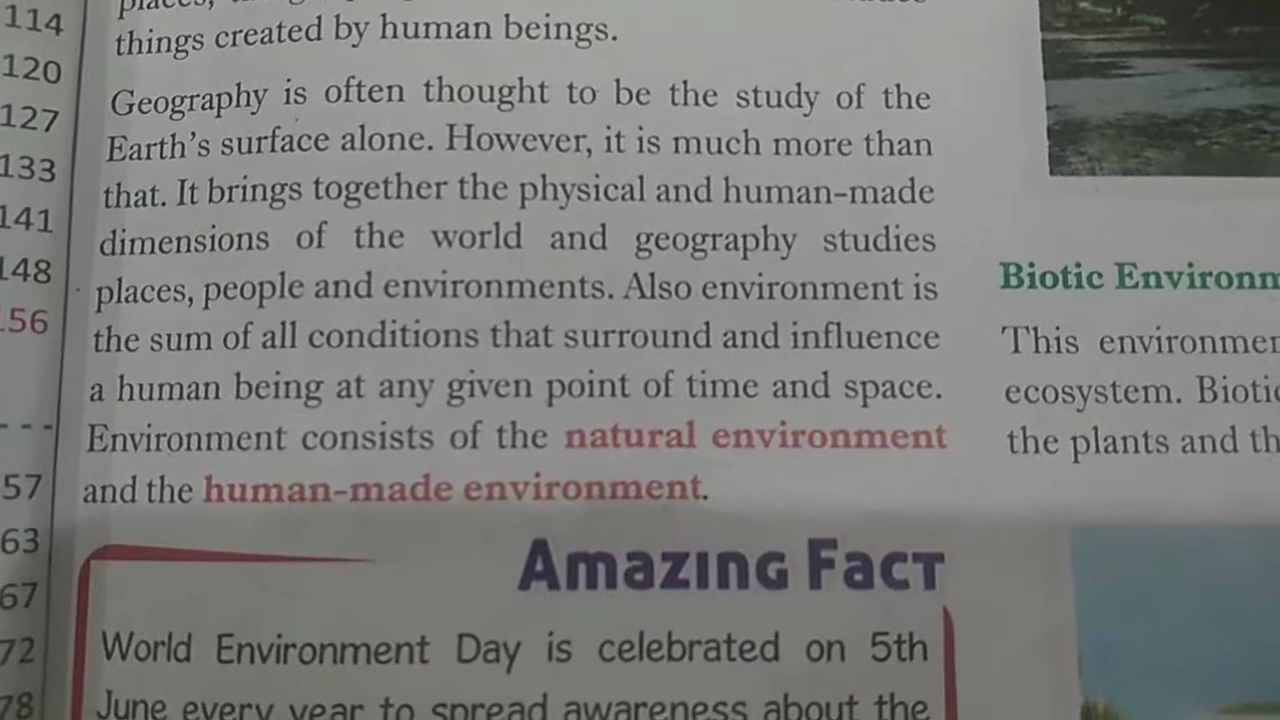 114
120
127
133
141
148
156
57
63
67
72
78
places,
things created by human beings.
Geography is often thought to be the study of the
Earth's surface alone. However, it is much more than
that. It brings together the physical and human-made
dimensions of the world and geography studies
places, people and environments. Also environment is
the sum of all conditions that surround and influence
a human being at any given point of time and space.
Environment consists of the natural environment
and the human-made environment.
Amazing Fact
World Environment Day is celebrated on 5th
June every year to spread awareness about the
Biotic Environm
This environmen
ecosystem. Biotic
the plants and th